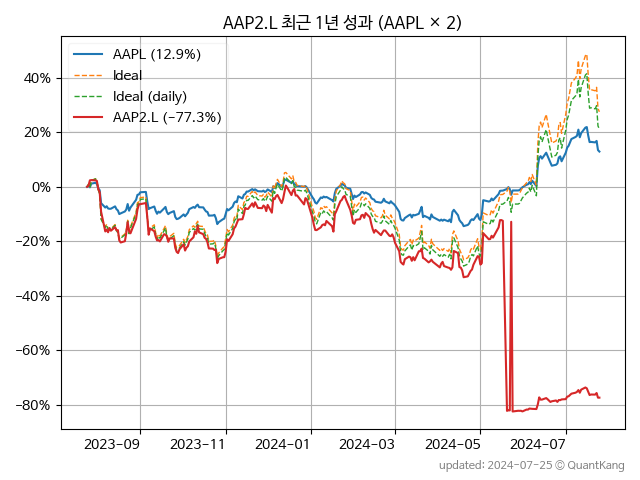 AAP2.L 최근 1년 성과 (AAPL × 2)
AAPL (12.9%)
Ideal
Ideal (daily)
AAP2.L (−77.3%)
40%
20%
0%
−20%
−40%
−60%
−80%
2023−09
2023−11
2024−01
2024−03
2024−05
2024−07
updated: 2024-07-25 © QuantKang